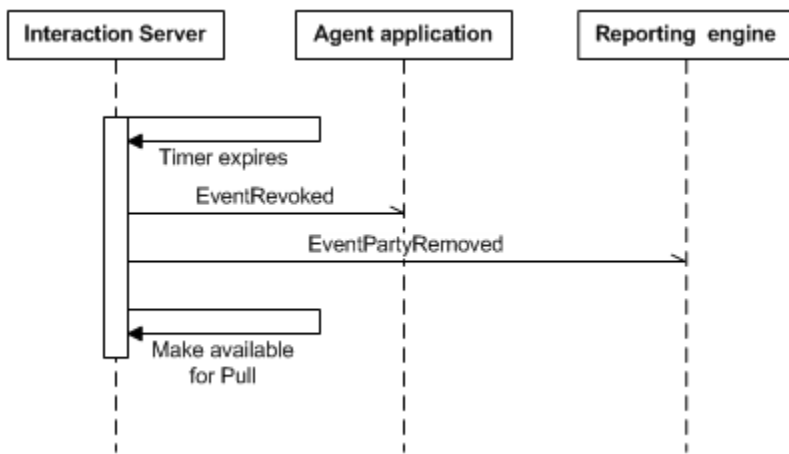 Interaction Server
Agent application
Reporting engine
Timer expires
EventRevoked
EventPartyRemoved
Make available
for Pull